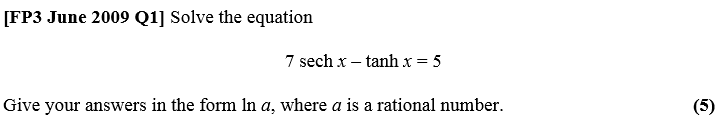 [FP3 June 2009 Q1] Solve the equation
7 sech x – tanh x = 5
Give your answers in the form ln a, where a is a rational number. (5)